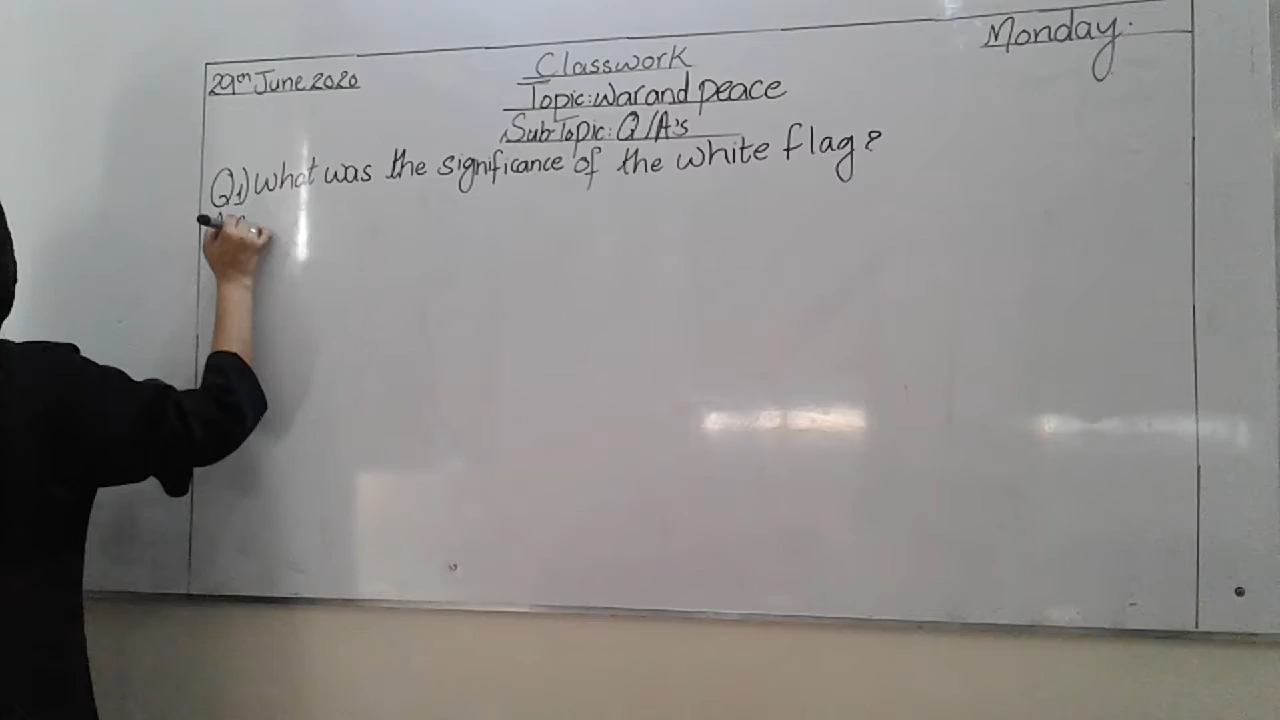 Monday.
29th June 2020
Classwork
Topic: War and peace
Sub-Topic: Q/A's
Q1) What was the significance of the white flag?